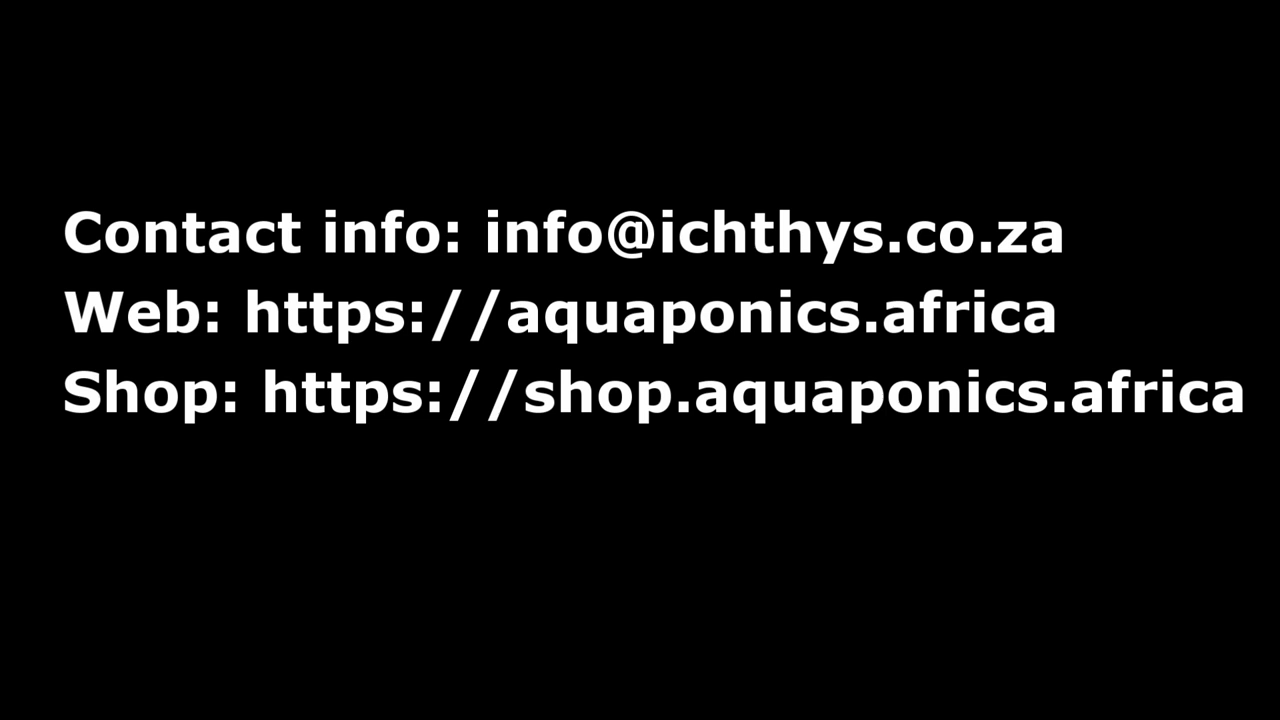 Contact info: info@ichthys.co.za
Web: https://aquaponics.africa
Shop: https://shop.aquaponics.africa